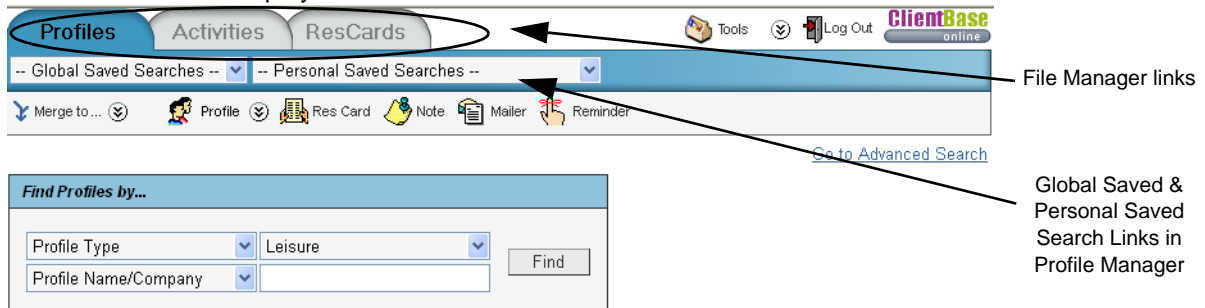 Profiles Activities ResCards Tools Log Out ClientBase online
-- Global Saved Searches -- -- Personal Saved Searches --
File Manager links
Merge to... Profile Res Card Note Mailer Reminder
Go to Advanced Search
Find Profiles by...
Profile Type Leisure
Find
Profile Name/Company
Global Saved &
Personal Saved
Search Links in
Profile Manager